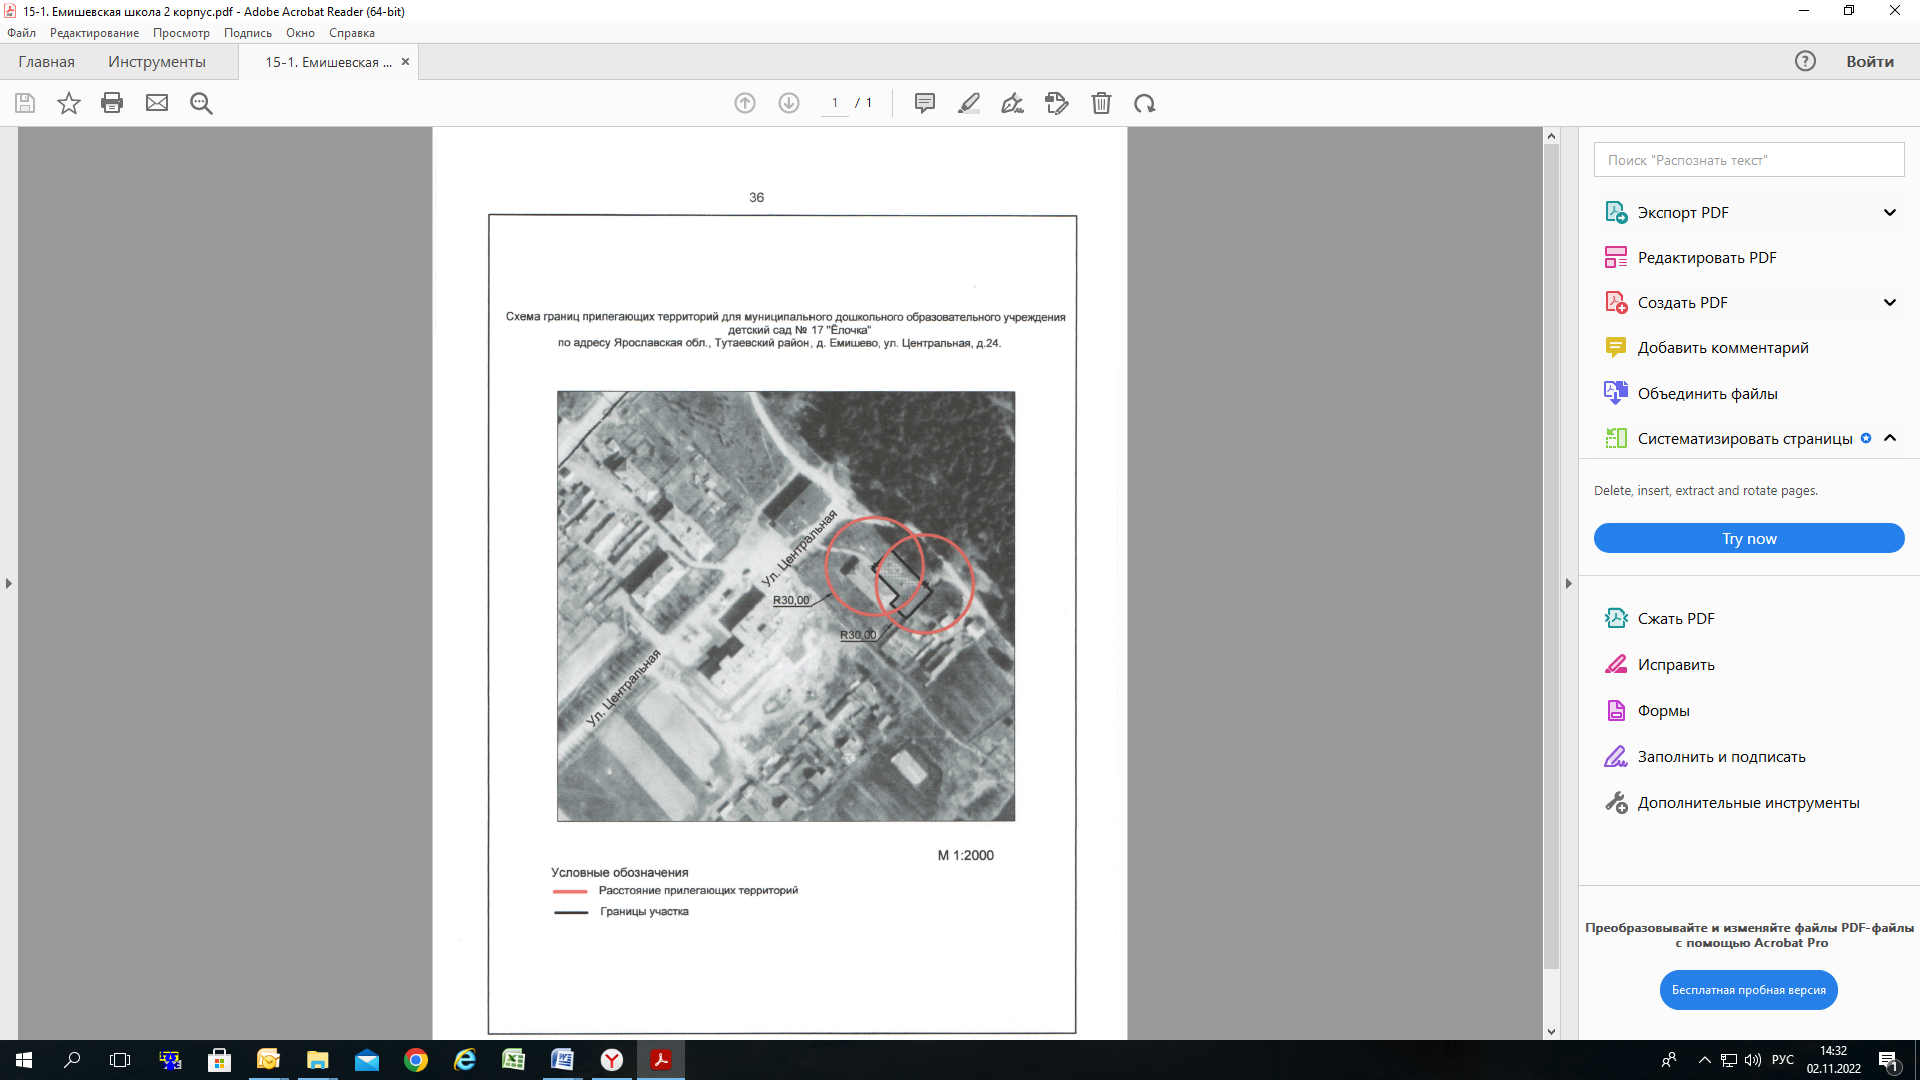 15-1. Емишевская школа 2 корпус.pdf - Adobe Acrobat Reader (64-bit)
Файл Редактирование Просмотр Подпись Окно Справка
Главная Инструменты 15-1. Емишевская ... × ? Войти
1 / 1
36
Схема границ прилегающих территорий для муниципального дошкольного образовательного учреждения
детский сад № 17 "Ёлочка"
по адресу Ярославская обл., Тутаевский район, д. Емишево, ул. Центральная, д.24.
Ул. Центральная
R30,00
R30,00
Ул. Центральная
М 1:2000
Условные обозначения
Расстояние прилегающих территорий
Границы участка
Поиск "Распознать текст"
Экспорт PDF
Редактировать PDF
Создать PDF
Добавить комментарий
Объединить файлы
Систематизировать страницы
Delete, insert, extract and rotate pages.
Try now
Сжать PDF
Исправить
Формы
Заполнить и подписать
Дополнительные инструменты
Преобразовывайте и изменяйте файлы PDF-файлы
с помощью Acrobat Pro
Бесплатная пробная версия
РУС
14:32
02.11.2022
1